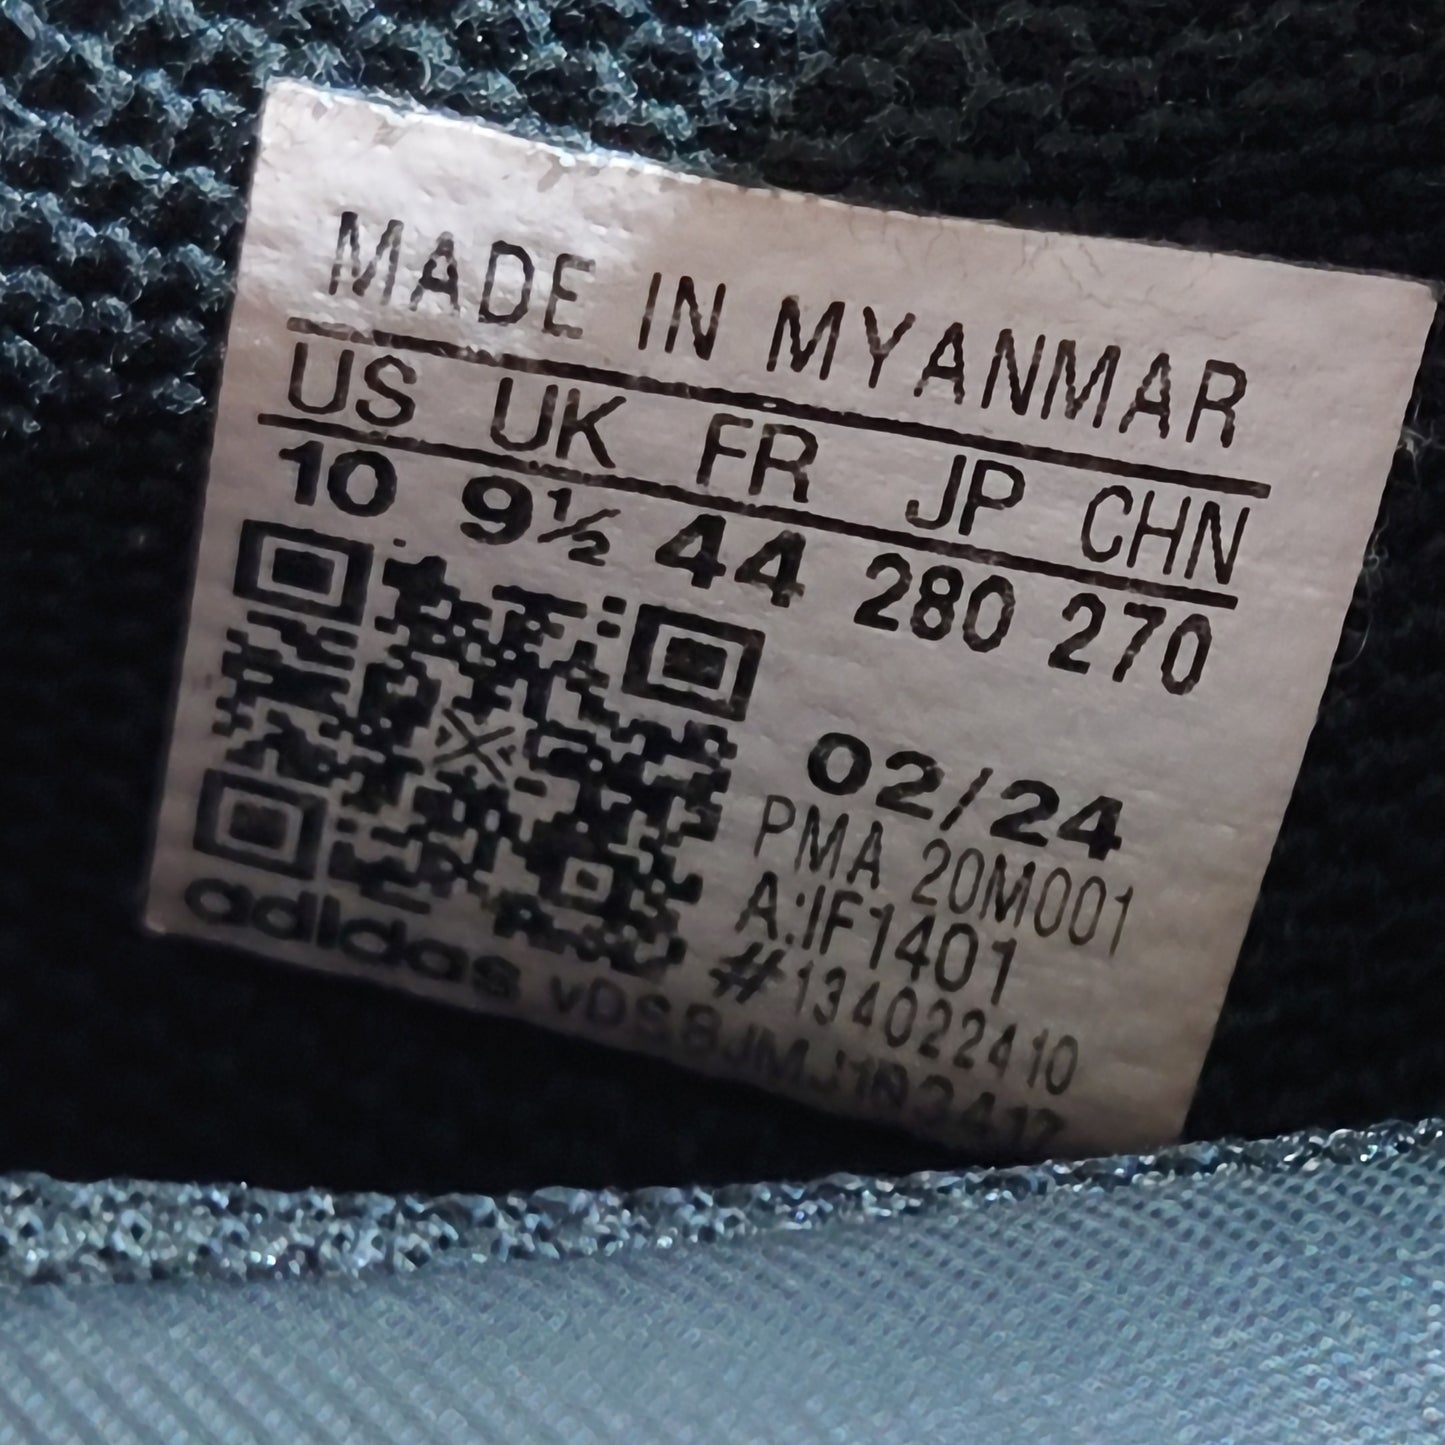 MADE IN MYANMAR
US UK FR JP CHN
10 9½ 44 280 270
02/24
PMA 20M001
A:IF1401
#134022410
adidas